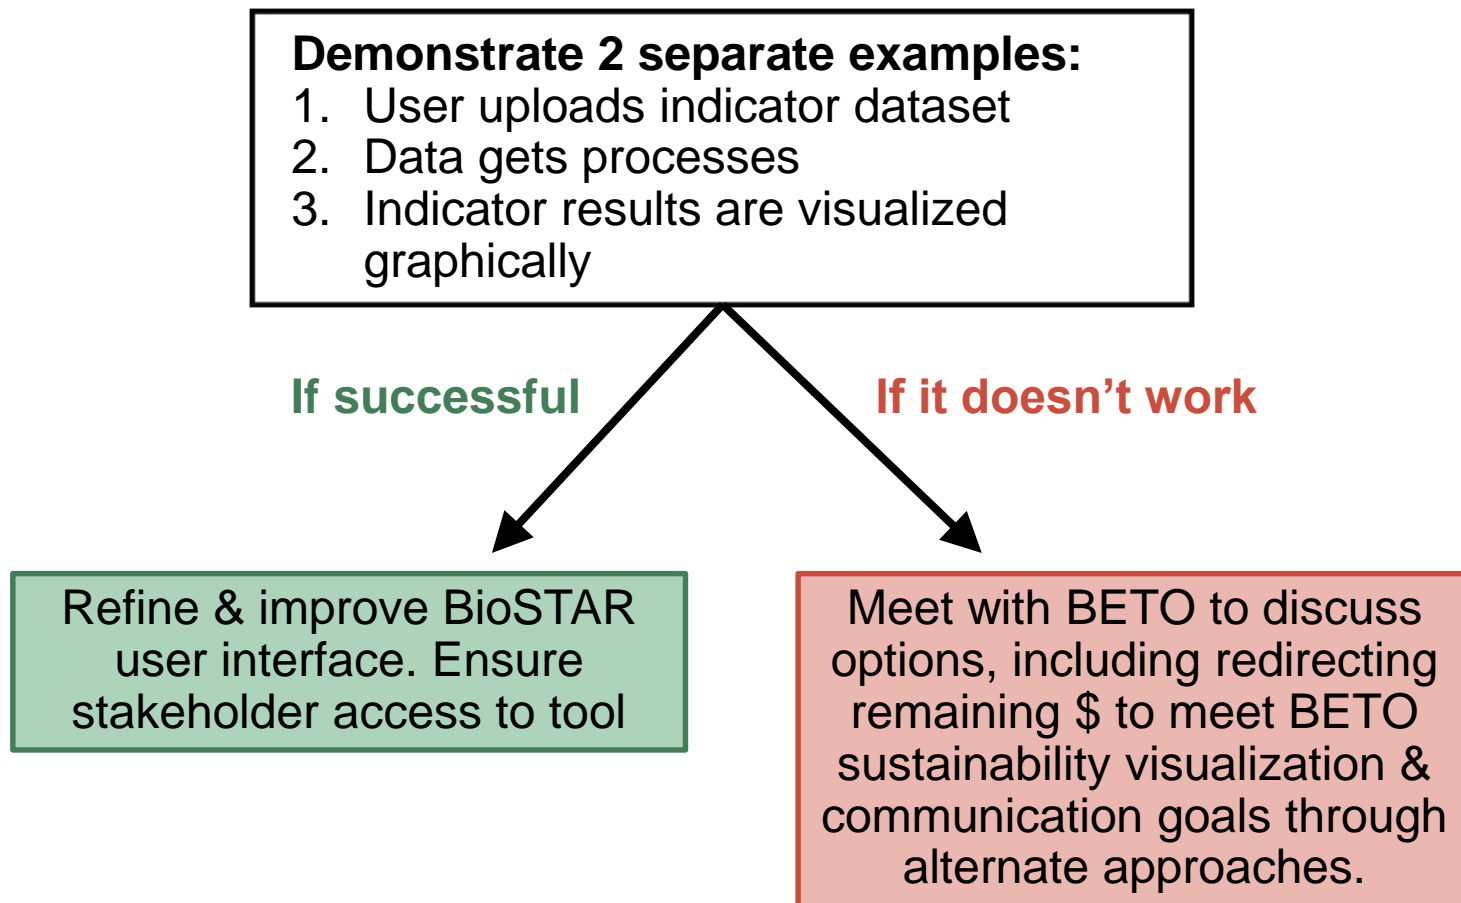 Demonstrate 2 separate examples:
1. User uploads indicator dataset
2. Data gets processes
3. Indicator results are visualized
graphically
If successful
If it doesn’t work
Refine & improve BioSTAR
user interface. Ensure
stakeholder access to tool
Meet with BETO to discuss
options, including redirecting
remaining $ to meet BETO
sustainability visualization &
communication goals through
alternate approaches.